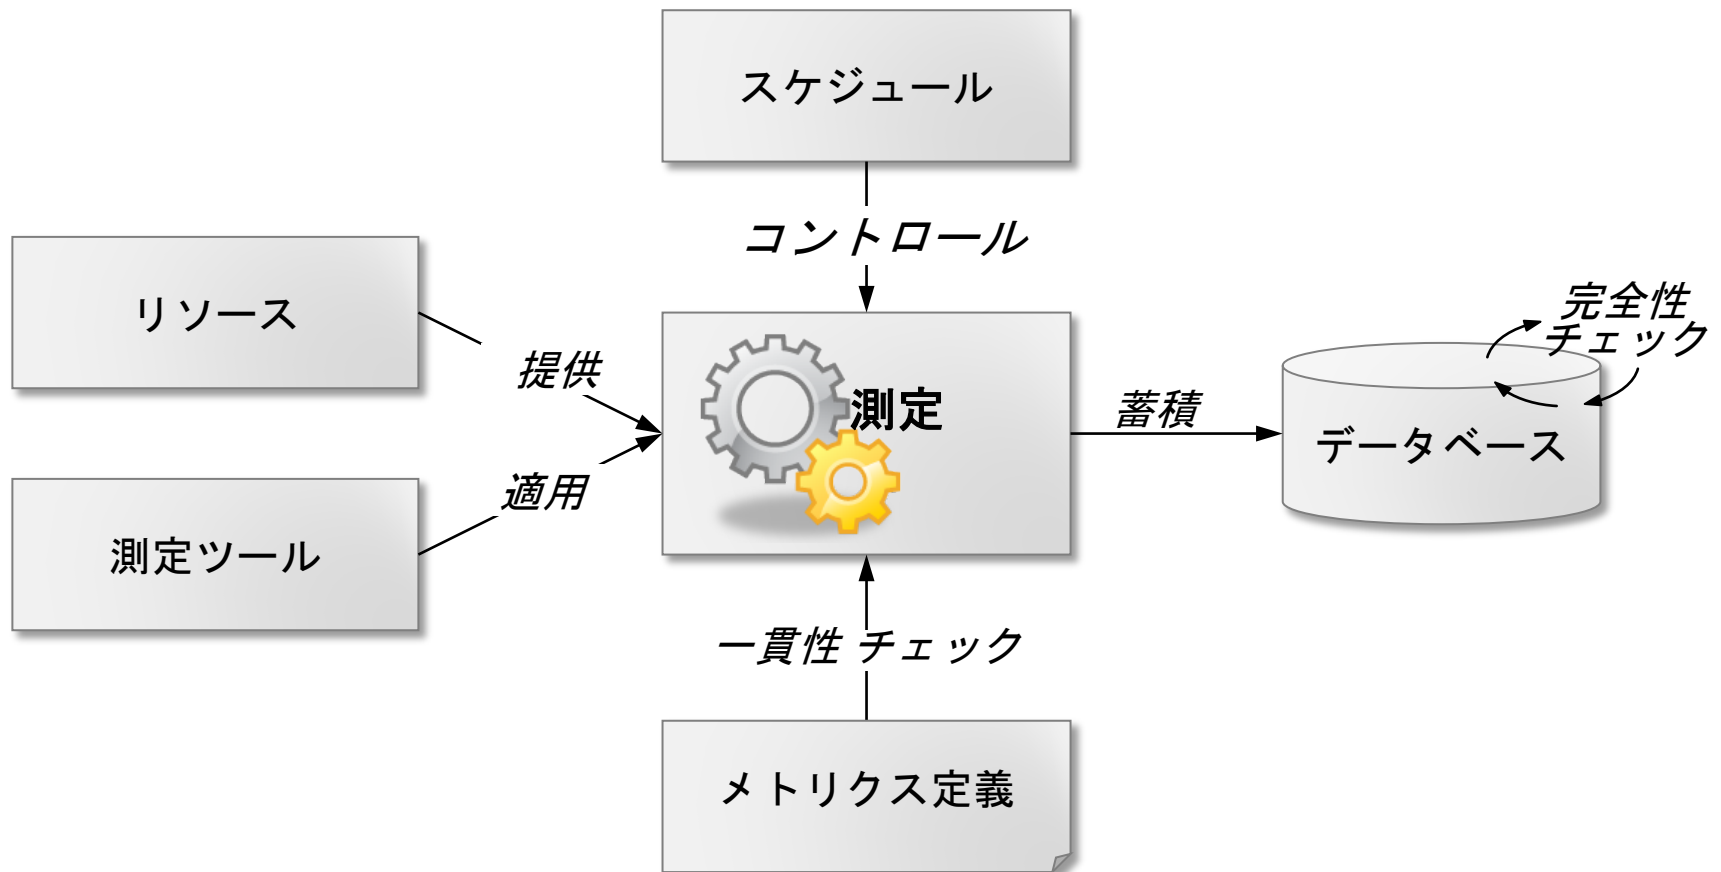 スケジュール
コントロール
リソース
提供
測定
蓄積
完全性
チェック
データベース
適用
測定ツール
一貫性 チェック
メトリクス定義